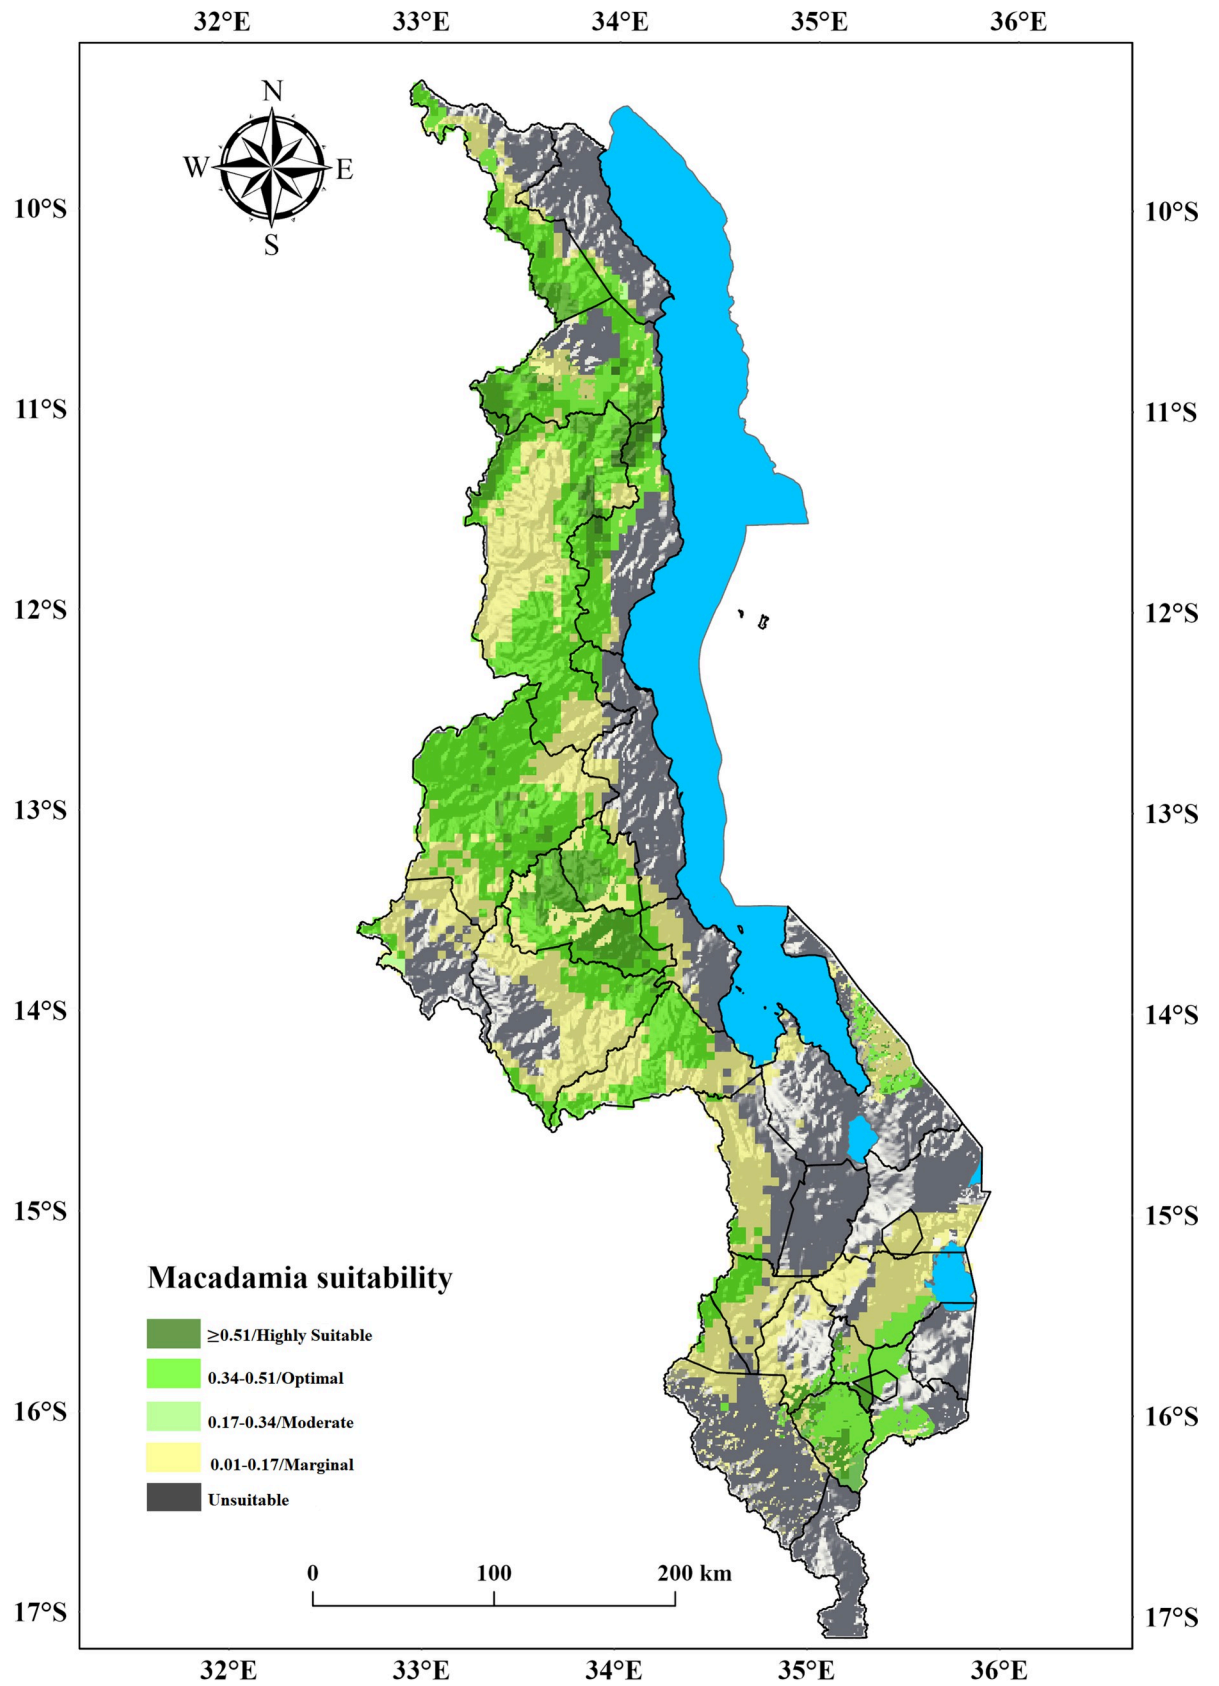 32°E 33°E 34°E 35°E 36°E
N
W E
S
10°S 10°S
11°S 11°S
12°S 12°S
13°S 13°S
14°S 14°S
15°S 15°S
Macadamia suitability
≥0.51/Highly Suitable
0.34-0.51/Optimal
16°S 16°S
0.17-0.34/Moderate
0.01-0.17/Marginal
Unsuitable
0 100 200 km
17°S 17°S
32°E 33°E 34°E 35°E 36°E